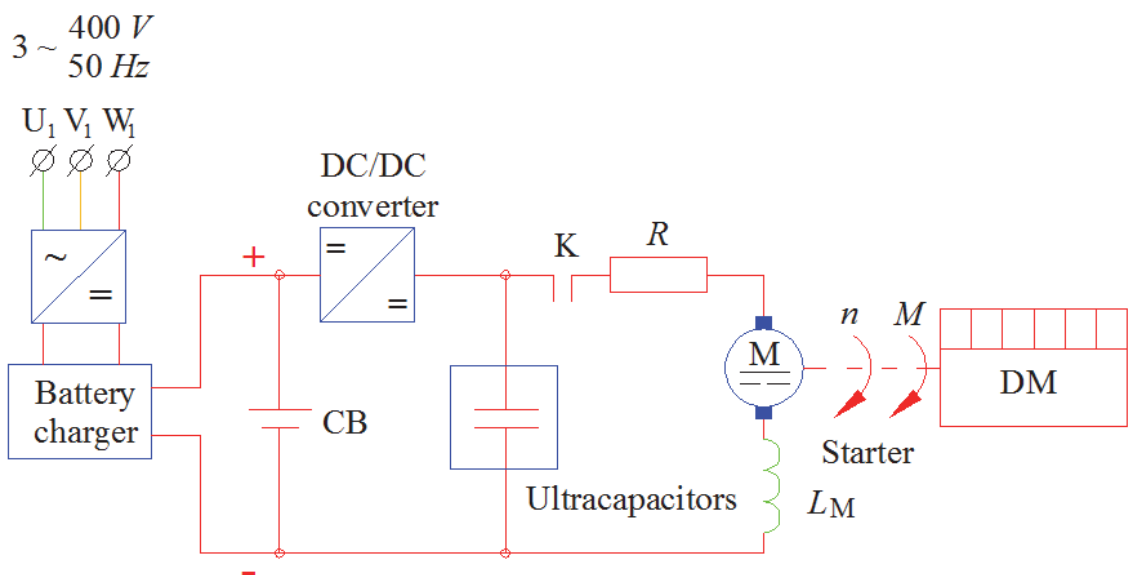 3 ~ 400 V
50 Hz
U1 V1 W1
DC/DC
converter
~
=
+
=
=
K
R
n
M
M
DM
Battery
charger
CB
Starter
Ultracapacitors
LM
-